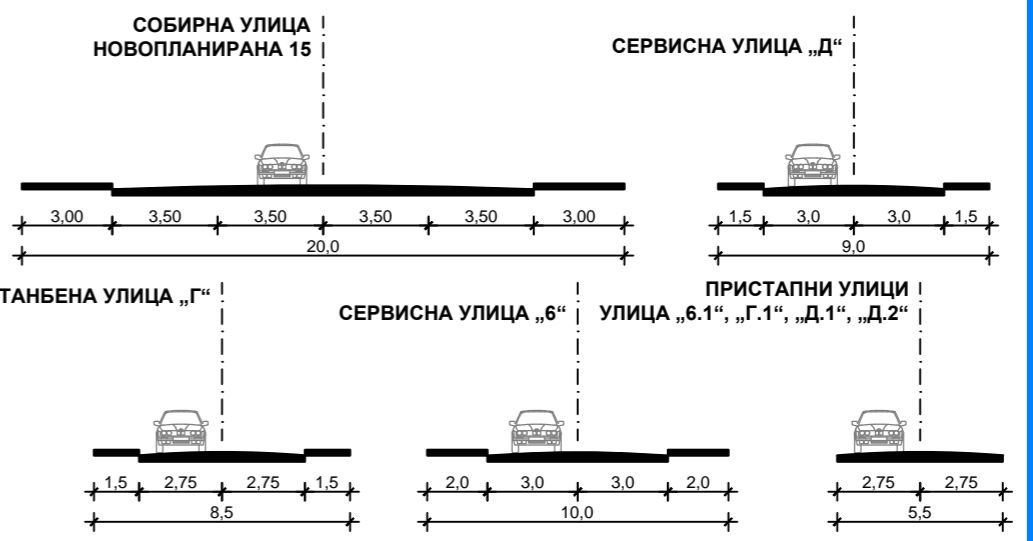 СОБИРНА УЛИЦА
НОВОПЛАНИРАНА 15
3,00 3,50 3,50 3,50 3,50 3,00
20,0
СЕРВИСНА УЛИЦА „Д“
1,5 3,0 3,0 1,5
9,0
ТАНБЕНА УЛИЦА „Г“
1,5 2,75 2,75 1,5
8,5
СЕРВИСНА УЛИЦА „6“
2,0 3,0 3,0 2,0
10,0
ПРИСТАПНИ УЛИЦИ
УЛИЦА „6.1“, „Г.1“, „Д.1“, „Д.2“
2,75 2,75
5,5